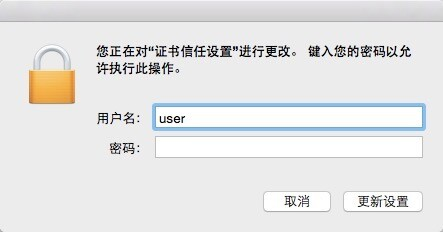 您正在对“证书信任设置”进行更改。 键入您的密码以允
许执行此操作。
用户名： user
密码：
取消 更新设置